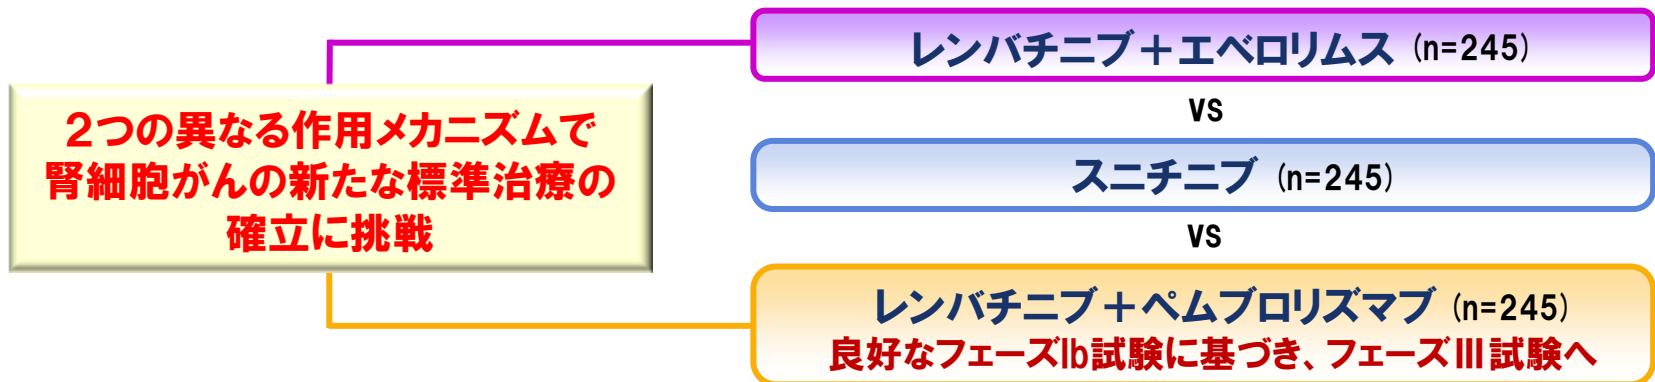 ２つの異なる作用メカニズムで
腎細胞がんの新たな標準治療の
確立に挑戦
レンバチニブ＋エベロリムス (n=245)
vs
スニチニブ (n=245)
vs
レンバチニブ＋ペムブロリズマブ (n=245)
良好なフェーズIb試験に基づき、フェーズIII試験へ